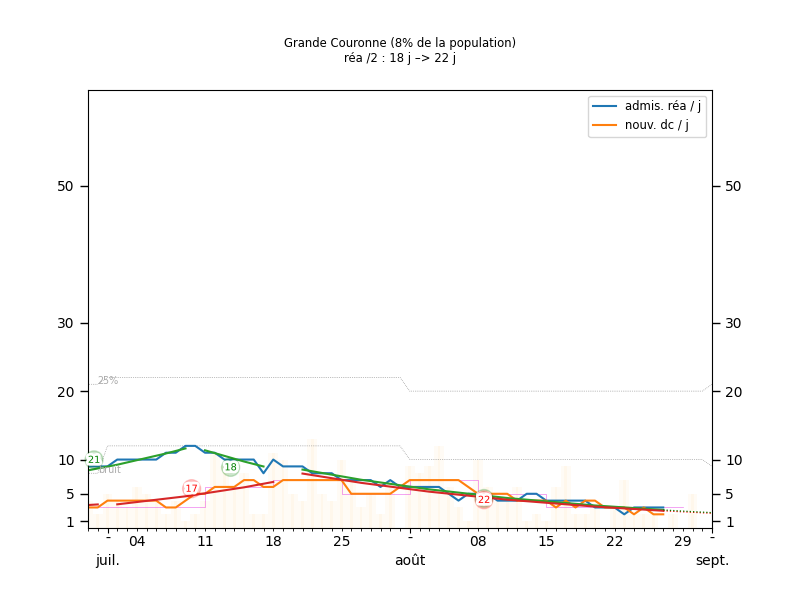 Grande Couronne (8% de la population)
réa /2 : 18 j –> 22 j
admis. réa / j
nouv. dc / j
50
50
30
30
20
20
25%
10
10
21
18
bruit
17
5
5
22
1
1
- 04 11 18 25 - 08 15 22 29 -
juil. août sept.